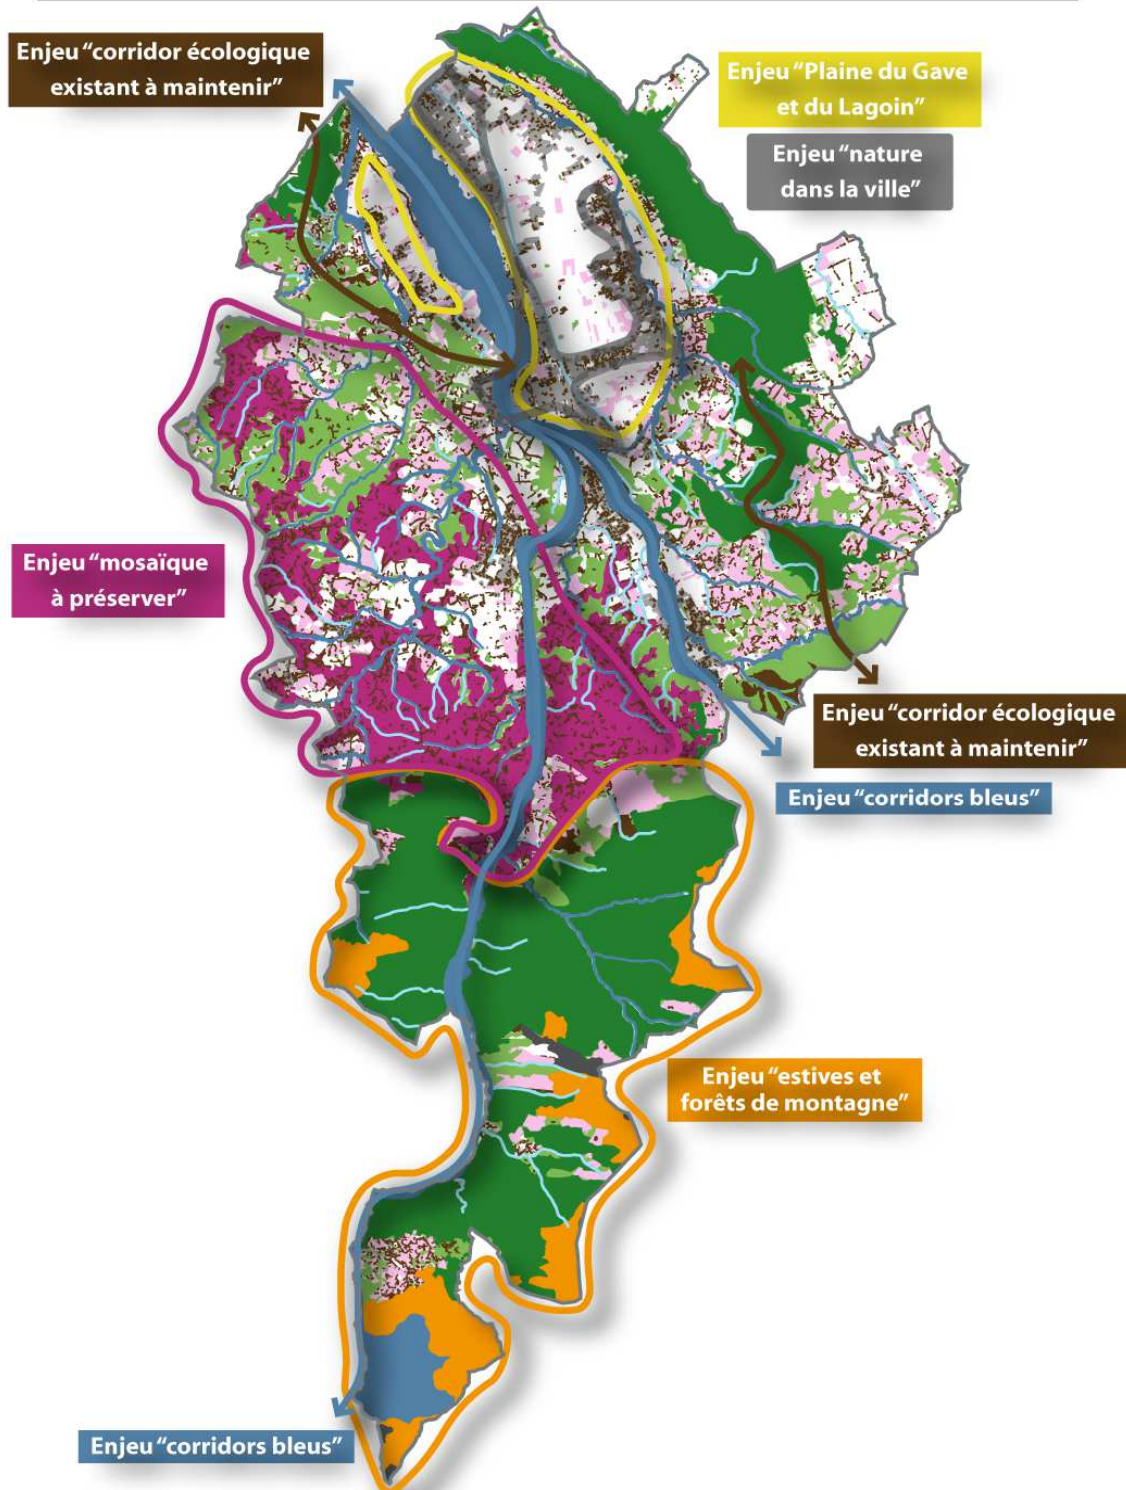 Enjeu “corridor écologique
existant à maintenir”
Enjeu “Plaine du Gave
et du Lagoin”
Enjeu “nature
dans la ville”
Enjeu “mosaïque
à préserver”
Enjeu “corridor écologique
existant à maintenir”
Enjeu “corridors bleus”
Enjeu “estives et
forêts de montagne”
Enjeu “corridors bleus”